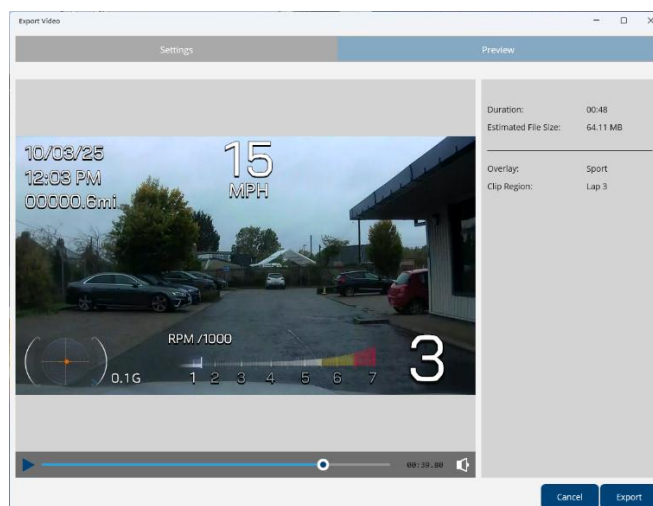 Export Video
Settings
Preview
Duration: 00:48
Estimated File Size: 64.11 MB
Overlay: Sport
Clip Region: Lap 3
10/03/25
12:03 PM
00000.6mi
15
MPH
RPM /1000
0.1G
1 2 3 4 5 6 7
3
00:39.00
Cancel
Export